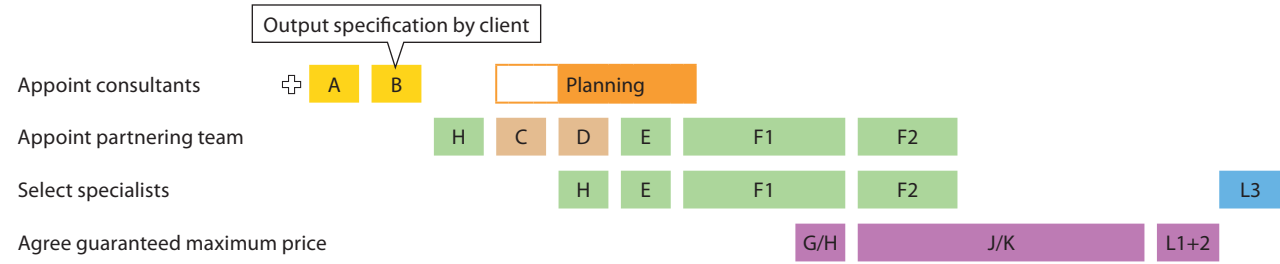 Output specification by client
Appoint consultants A B Planning
Appoint partnering team H C D E F1 F2
Select specialists H E F1 F2 L3
Agree guaranteed maximum price G/H J/K L1+2